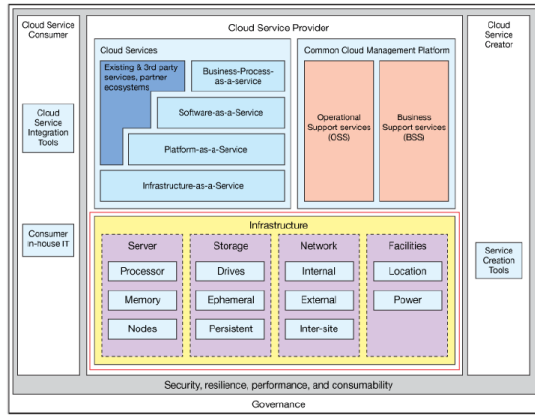 Cloud Service
Consumer
Cloud Service Provider
Cloud
Service
Creator
Cloud Services
Common Cloud Management Platform
Existing & 3rd party
services, partner
ecosystems
Business-Process-
as-a-service
Software-as-a-Service
Platform-as-a-Service
Infrastructure-as-a-Service
Operational
Support services
(OSS)
Business
Support services
(BSS)
Cloud
Service
Integration
Tools
Consumer
in-house IT
Infrastructure
Server
Storage
Network
Facilities
Processor
Drives
Internal
Location
Memory
Ephemeral
External
Power
Nodes
Persistent
Inter-site
Service
Creation
Tools
Security, resilience, performance, and consumability
Governance